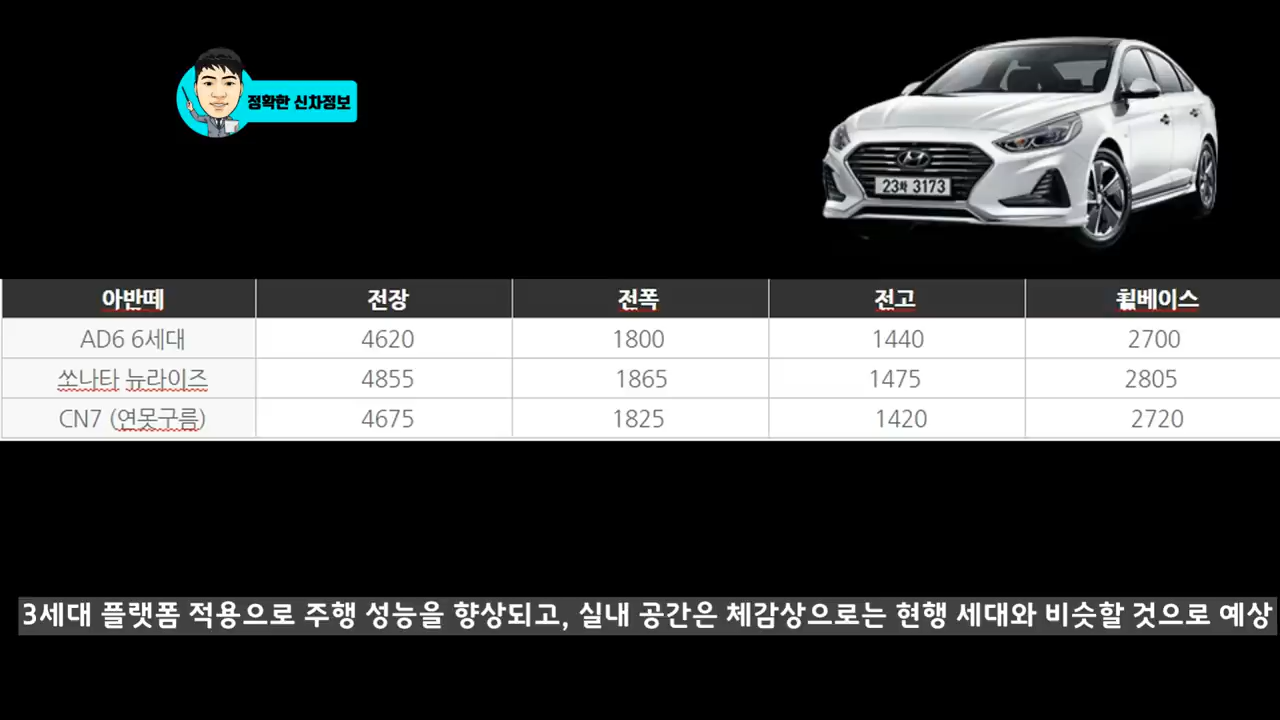 정확한 신차정보
23차 3173
아반떼 전장 전폭 전고 휠베이스
AD6 6세대 4620 1800 1440 2700
쏘나타 뉴라이즈 4855 1865 1475 2805
CN7 (연못구름) 4675 1825 1420 2720
3세대 플랫폼 적용으로 주행 성능을 향상되고, 실내 공간은 체감상으로는 현행 세대와 비슷할 것으로 예상